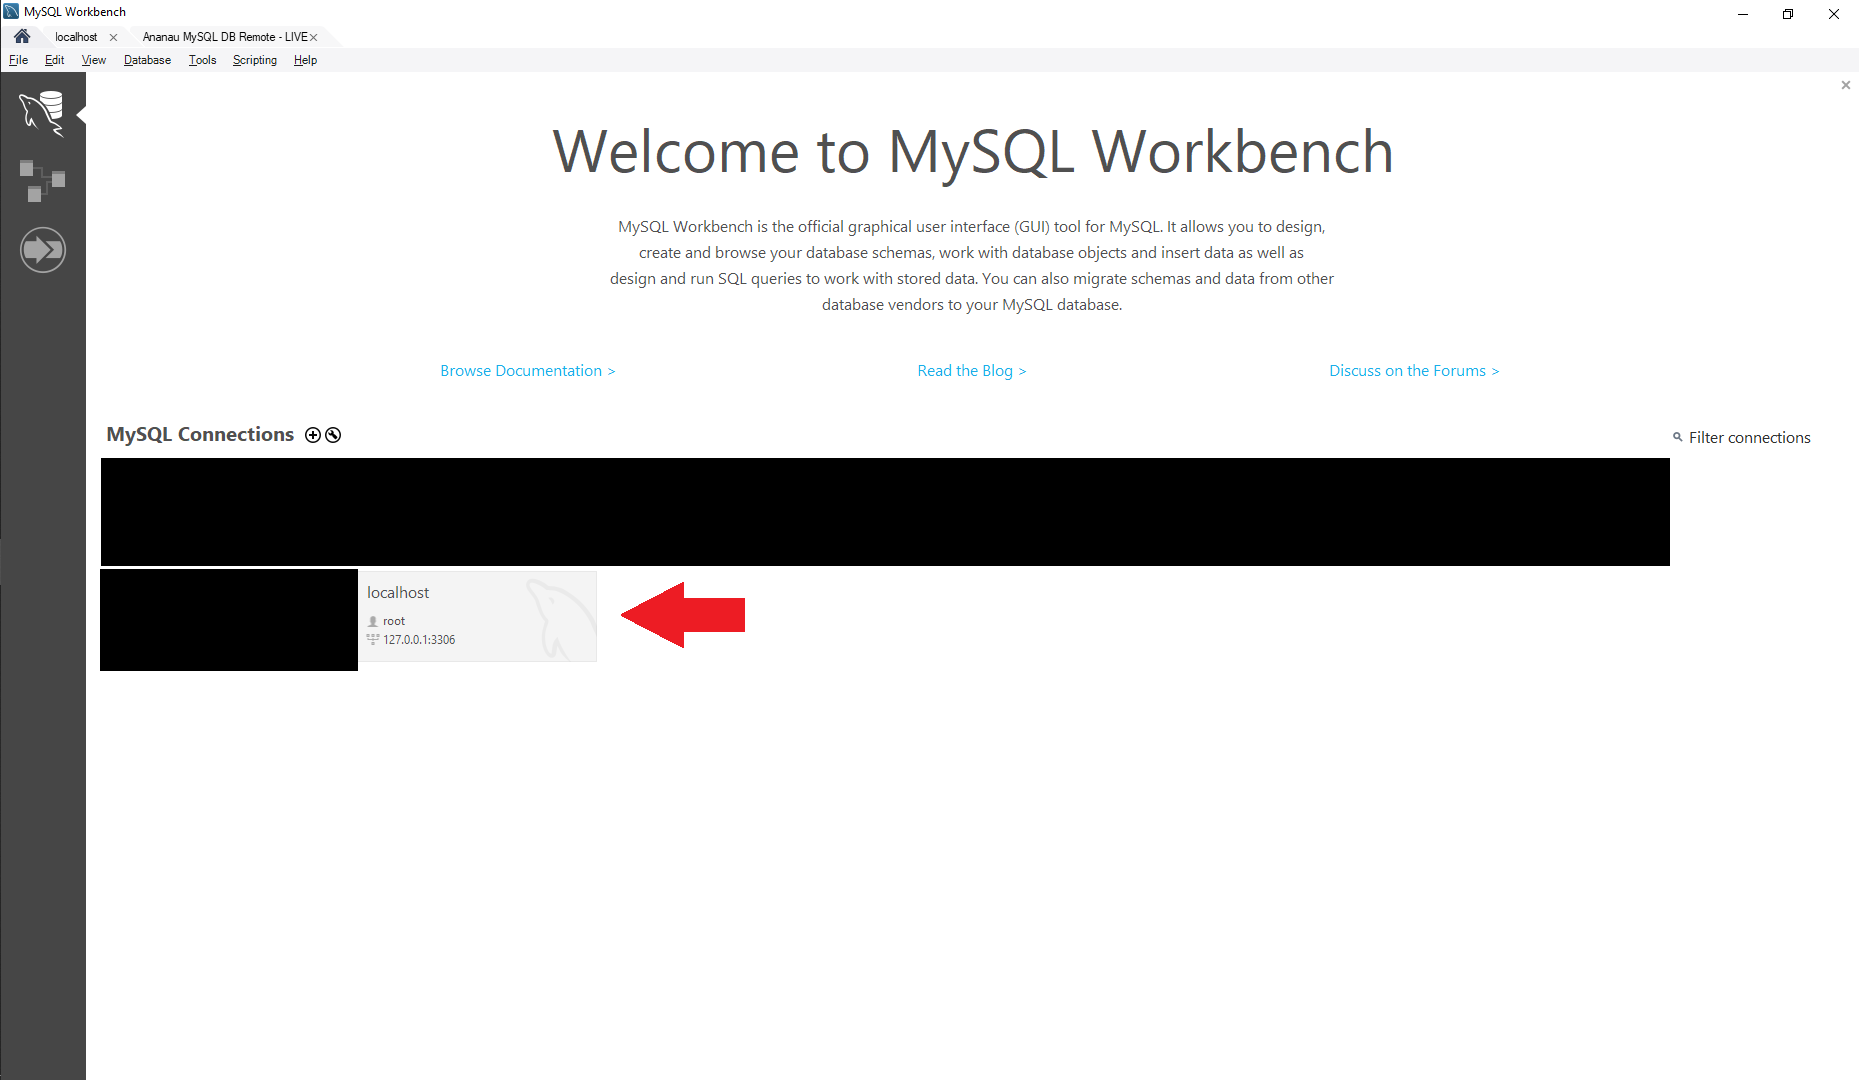 MySQL Workbench
localhost
Ananau MySQL DB Remote - LIVE
File Edit View Database Tools Scripting Help
Welcome to MySQL Workbench
MySQL Workbench is the official graphical user interface (GUI) tool for MySQL. It allows you to design,
create and browse your database schemas, work with database objects and insert data as well as
design and run SQL queries to work with stored data. You can also migrate schemas and data from other
database vendors to your MySQL database.
Browse Documentation >
Read the Blog >
Discuss on the Forums >
MySQL Connections
Filter connections
localhost
root
127.0.0.1:3306